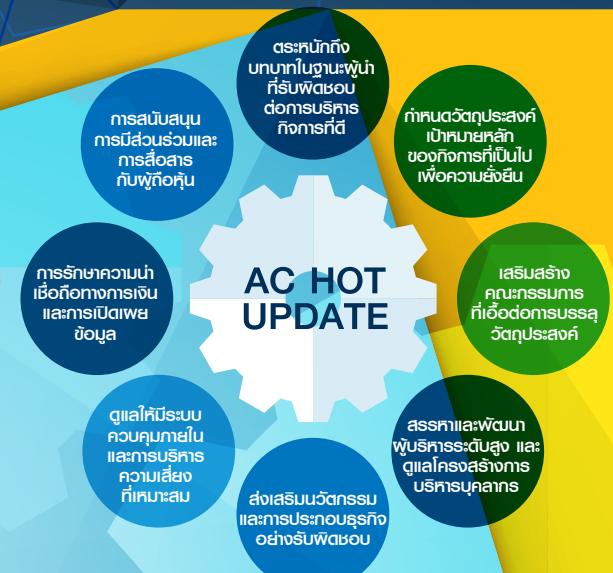 ตระหนักถึง
บทบาทในฐานะผู้นำ
ที่รับผิดชอบ
ต่อการบริหาร
กิจการที่ดี
กำหนดวัตถุประสงค์
เป้าหมายหลัก
ของกิจการที่เป็นไป
เพื่อความยั่งยืน
เสริมสร้าง
คณะกรรมการ
ที่เอื้อต่อการบรรลุ
วัตถุประสงค์
สรรหาและพัฒนา
ผู้บริหารระดับสูง และ
ดูแลโครงสร้างการ
บริหารบุคลากร
ส่งเสริมนวัตกรรม
และการประกอบธุรกิจ
อย่างรับผิดชอบ
ดูแลให้มีระบบ
ควบคุมภายใน
และการบริหาร
ความเสี่ยง
ที่เหมาะสม
การรักษาความน่า
เชื่อถือทางการเงิน
และการเปิดเผย
ข้อมูล
การสนับสนุน
การมีส่วนร่วมและ
การสื่อสาร
กับผู้ถือหุ้น
AC HOT
UPDATE